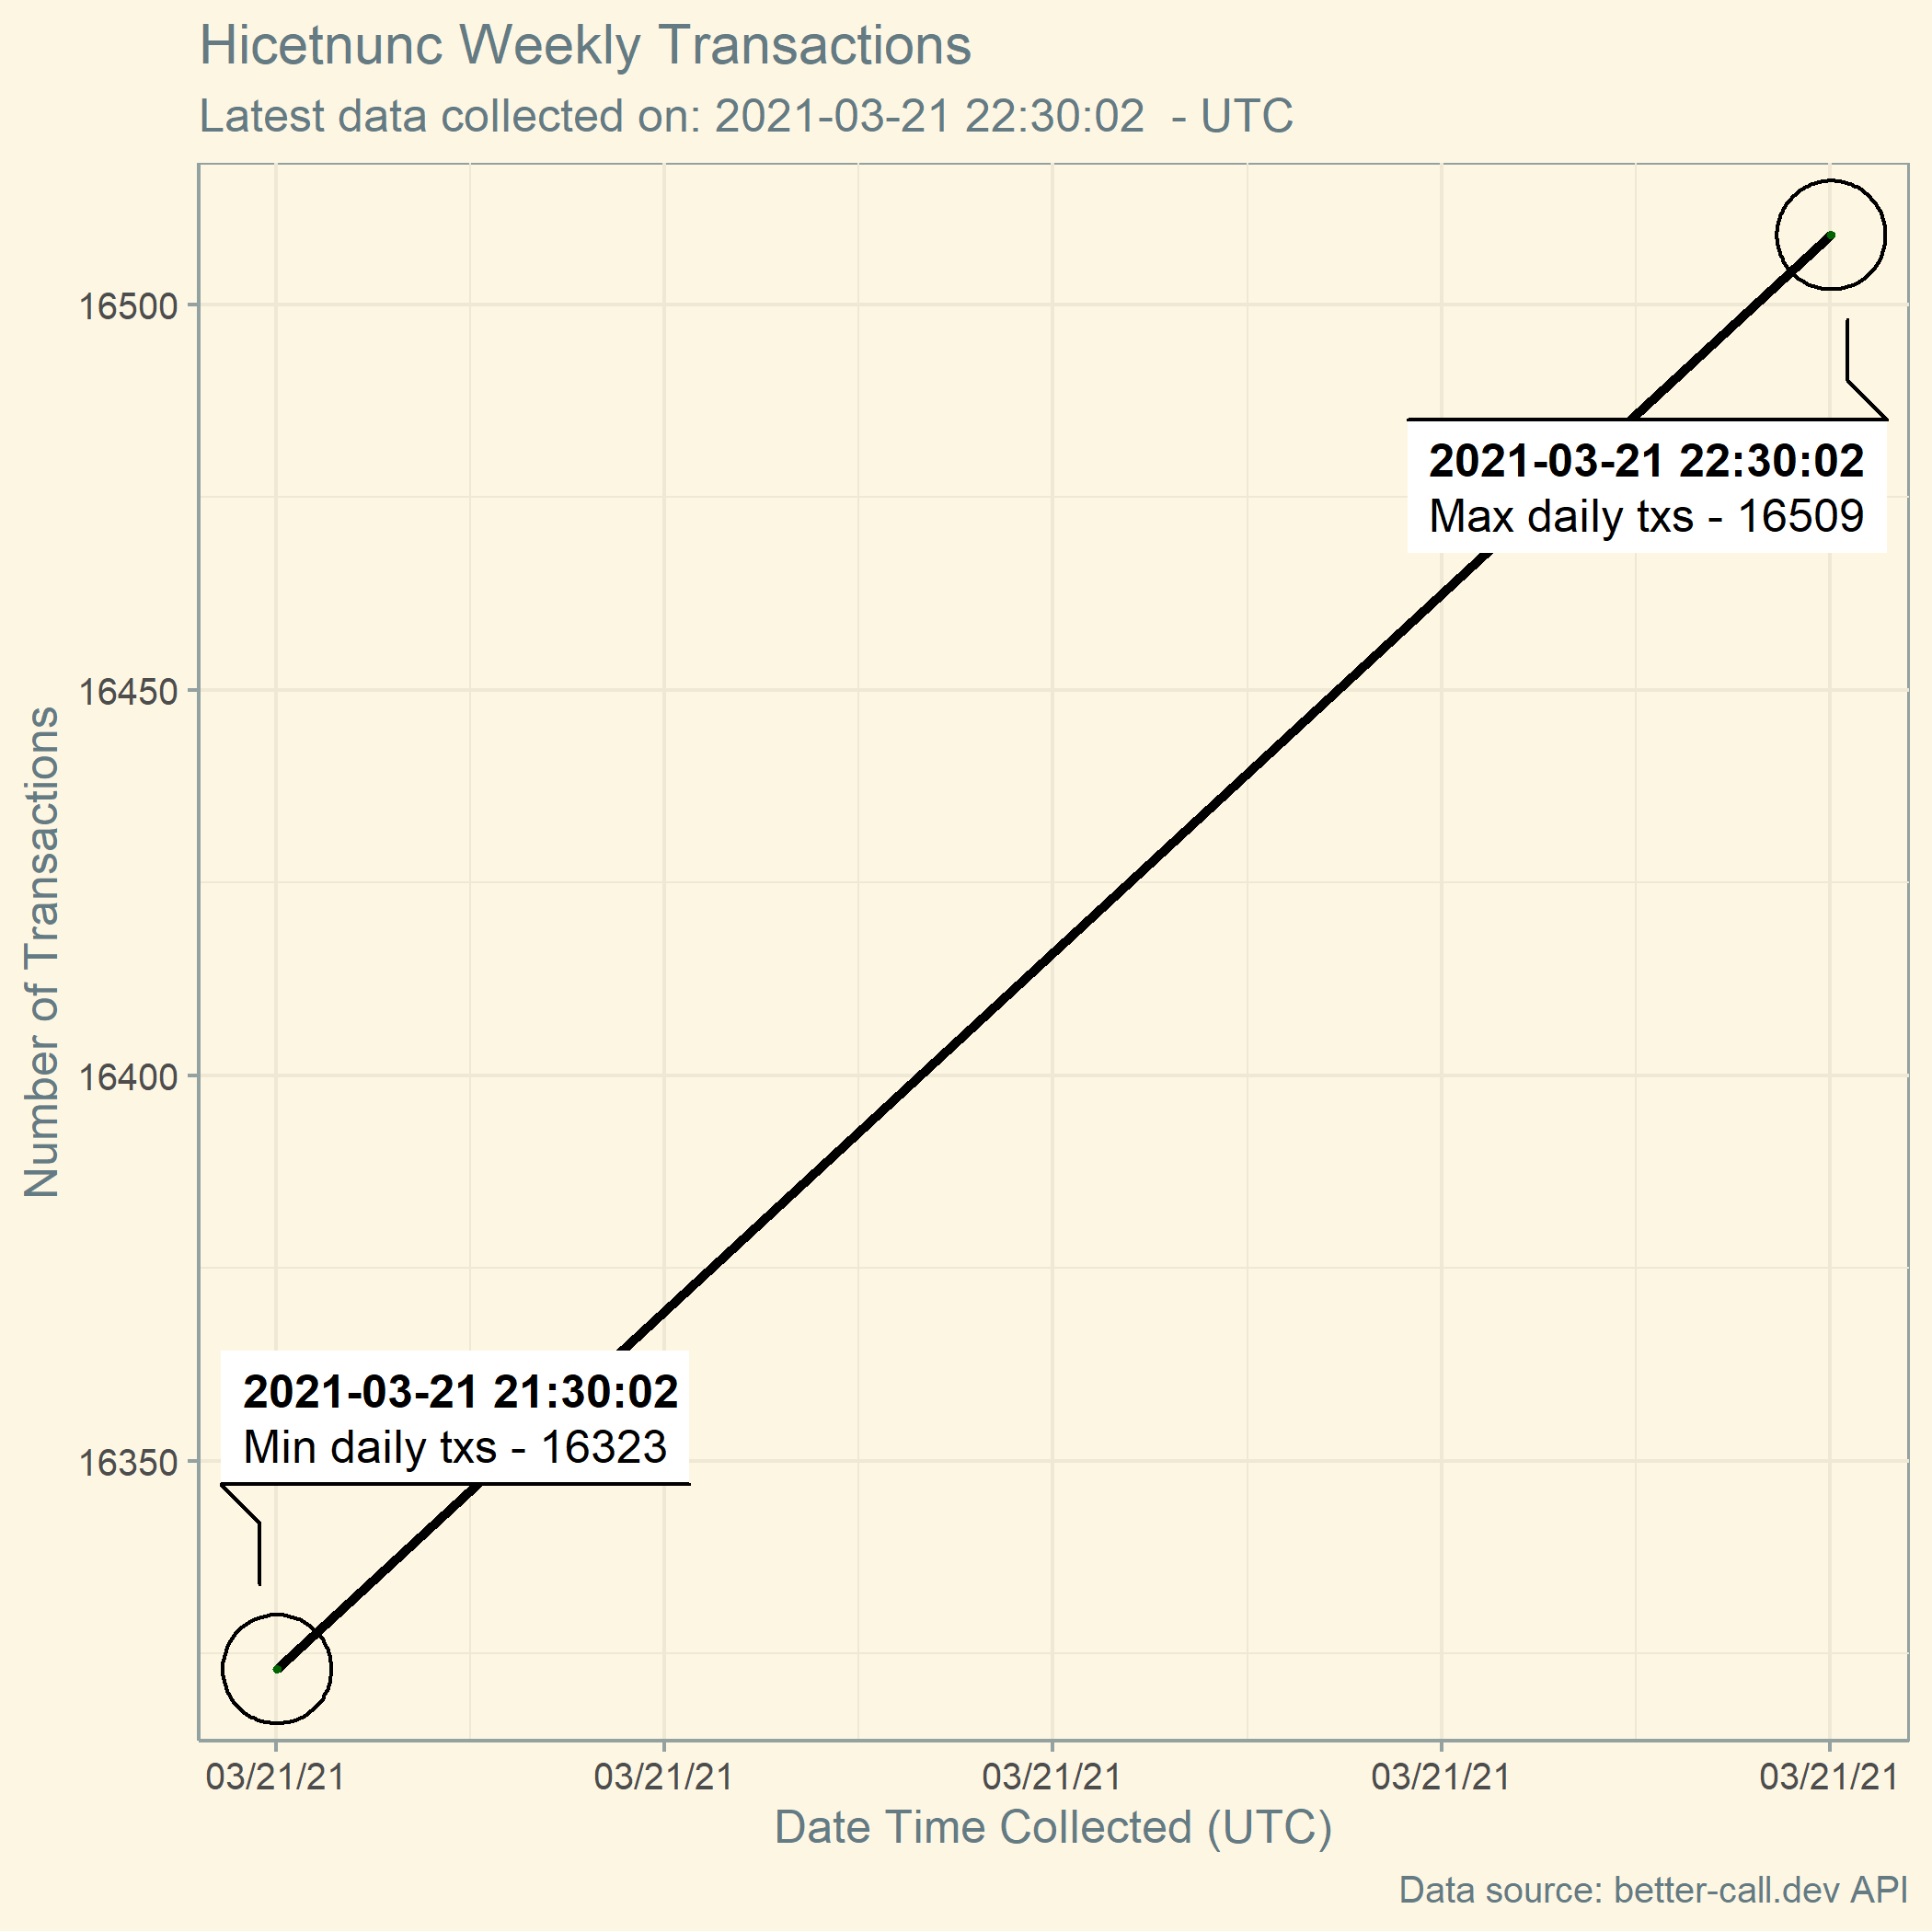 Hicetnunc Weekly Transactions
Latest data collected on: 2021-03-21 22:30:02  - UTC
16500
2021-03-21 22:30:02
Max daily txs - 16509
16450
Number of Transactions
16400
2021-03-21 21:30:02
Min daily txs - 16323
16350
03/21/21 03/21/21 03/21/21 03/21/21 03/21/21
Date Time Collected (UTC)
Data source: better-call.dev API